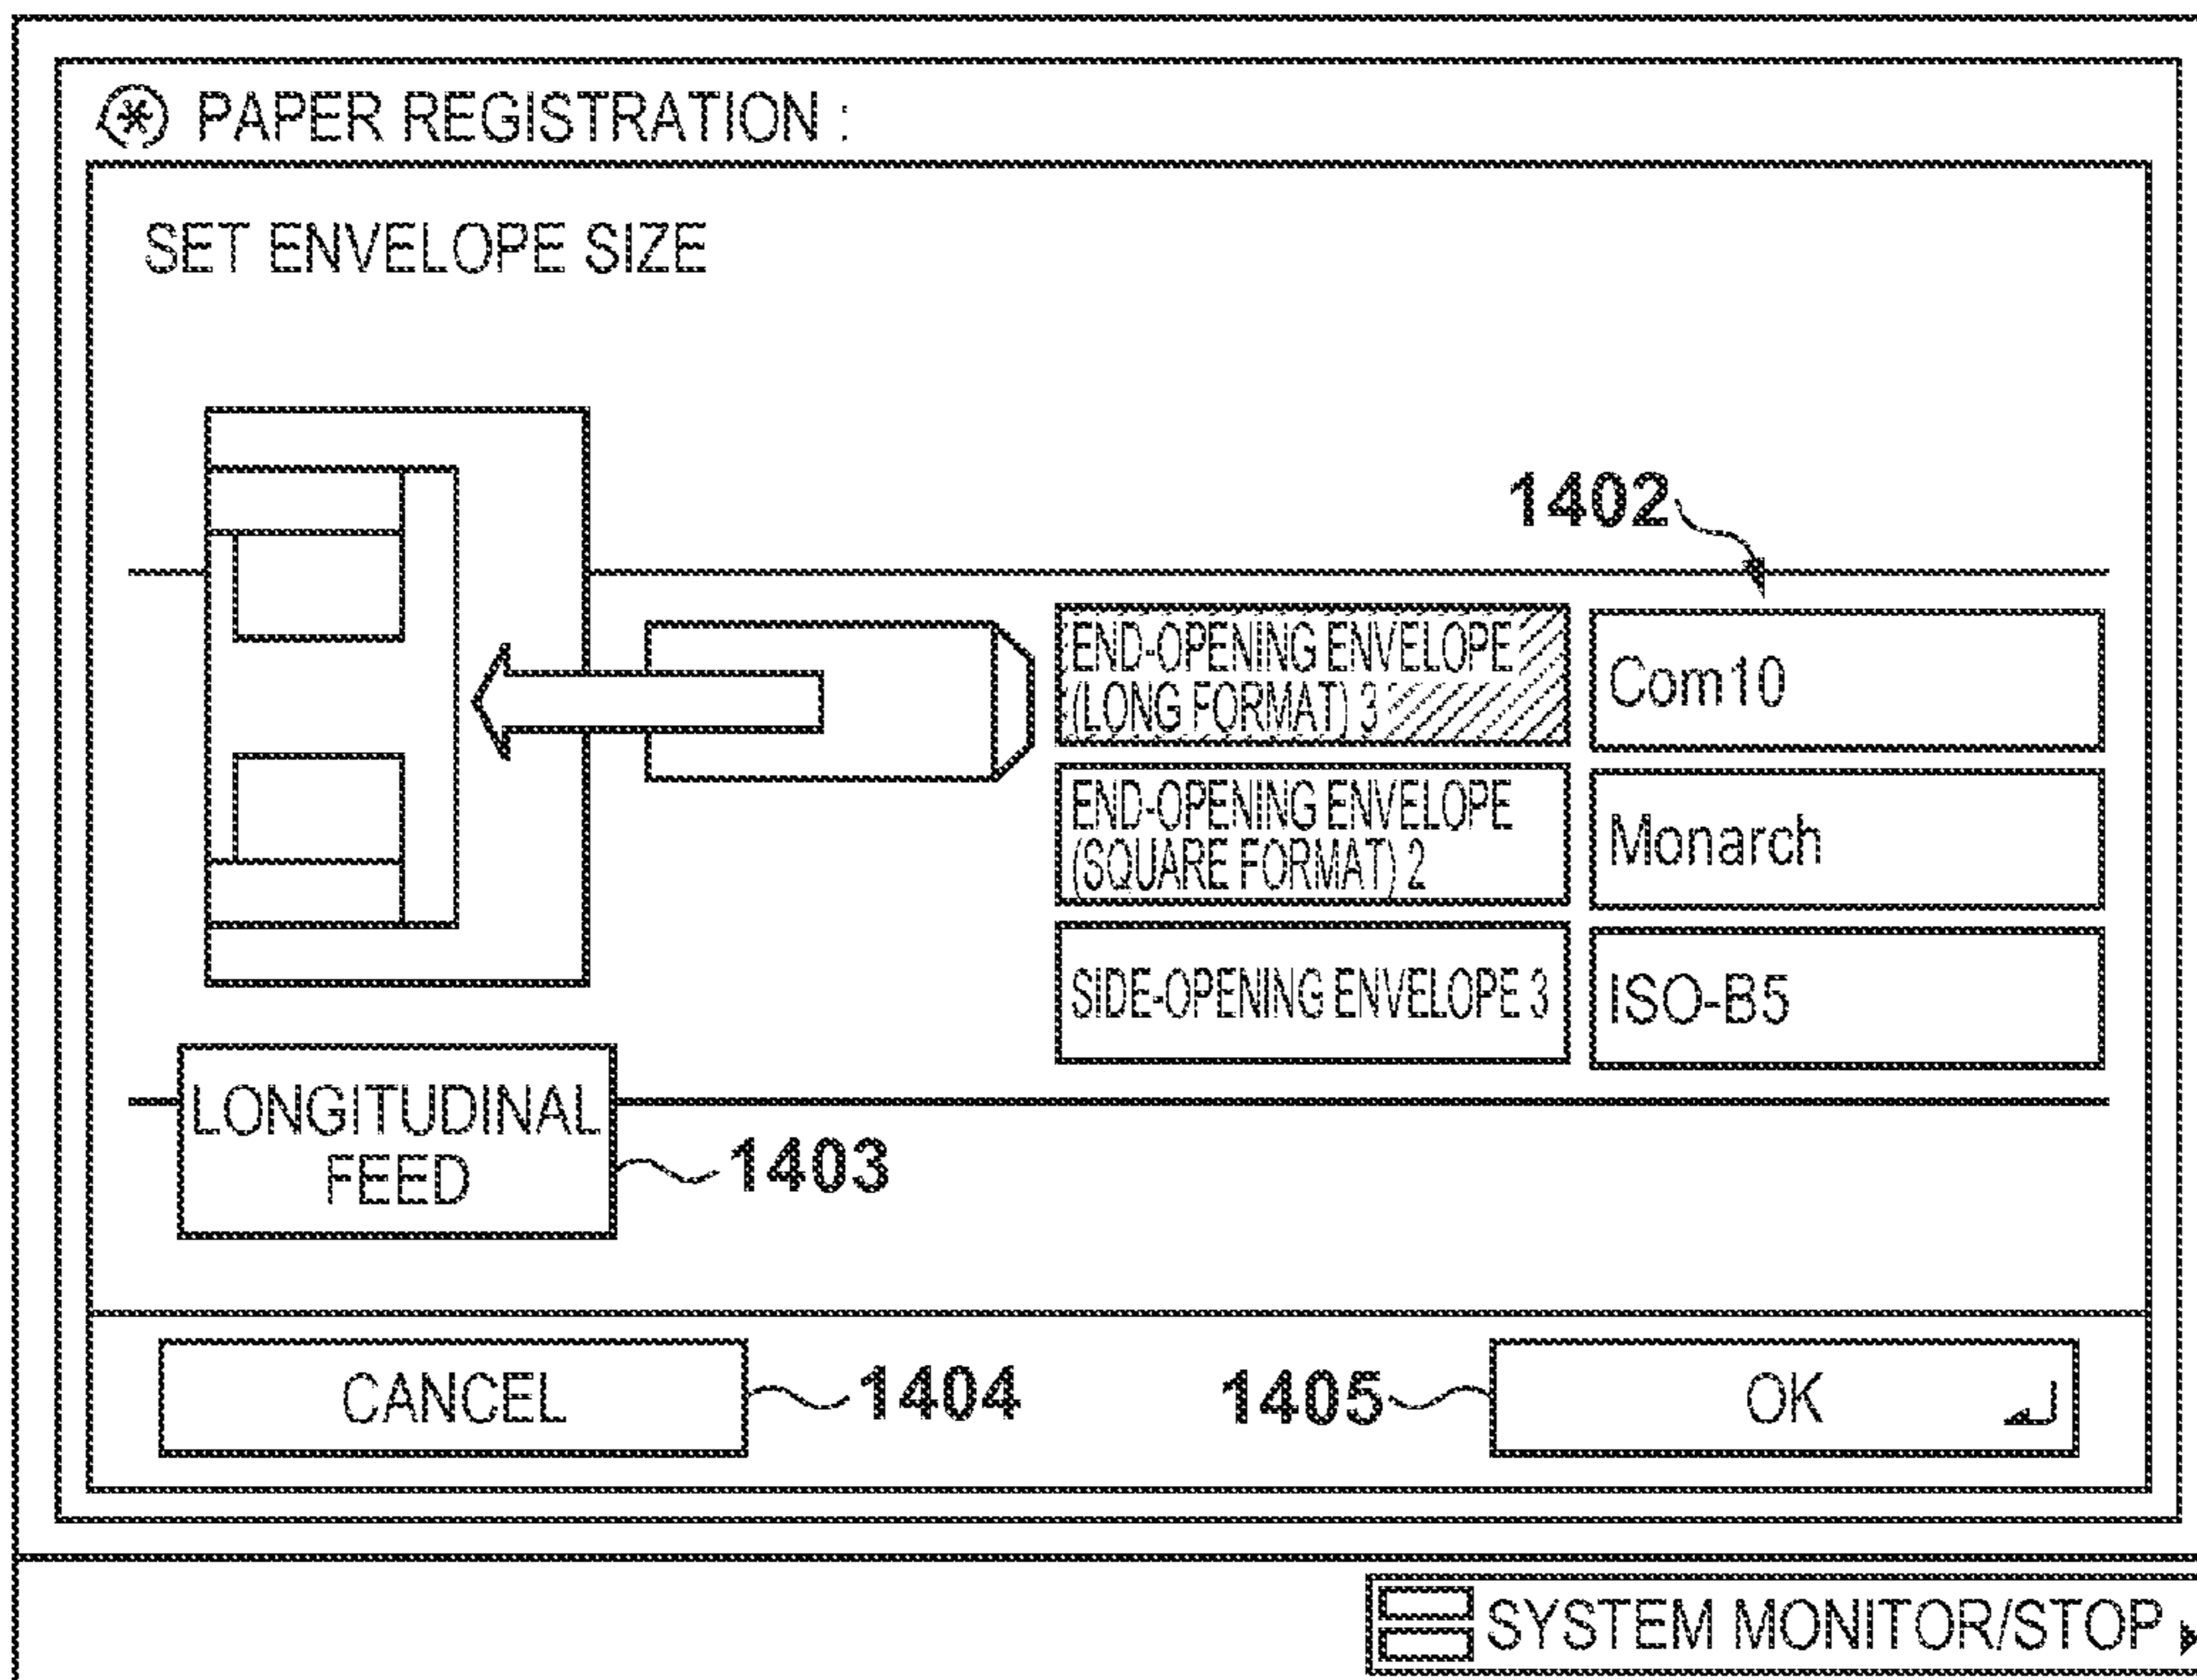 PAPER REGISTRATION :
SET ENVELOPE SIZE
1402
END-OPENING ENVELOPE
(LONG FORMAT) 3
Com10
END-OPENING ENVELOPE
(SQUARE FORMAT) 2
Monarch
SIDE-OPENING ENVELOPE 3
ISO-B5
LONGITUDINAL
FEED
1403
CANCEL
1404
1405
OK
SYSTEM MONITOR/STOP